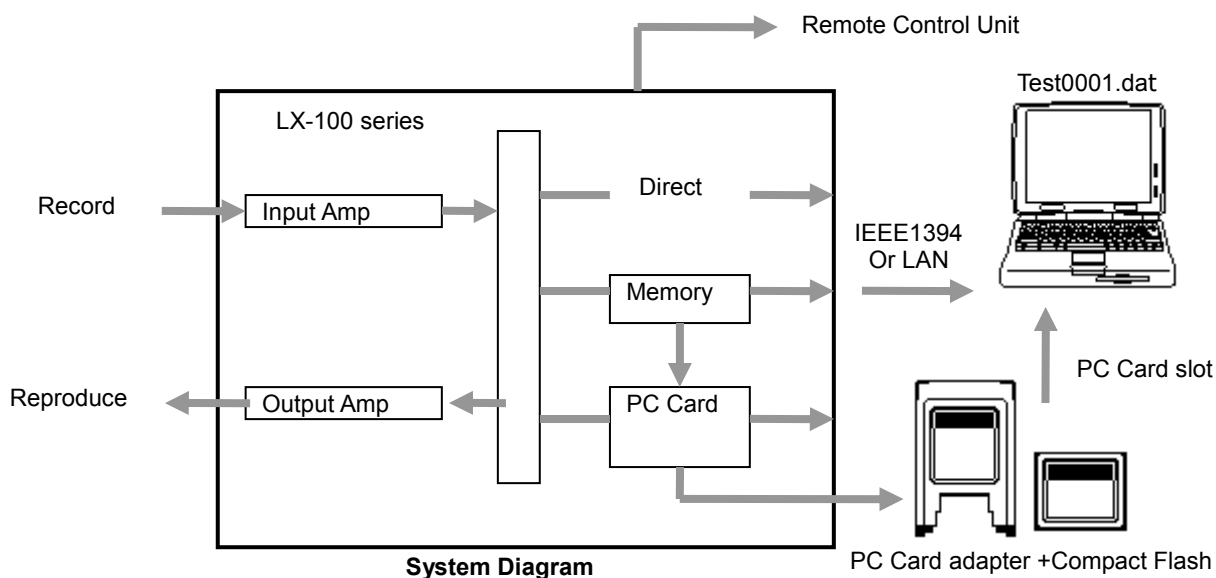 Remote Control Unit
Test0001.dat
LX-100 series
Record
Input Amp
Direct
IEEE1394
Or LAN
Memory
Reproduce
Output Amp
PC Card
PC Card slot
System Diagram
PC Card adapter +Compact Flash